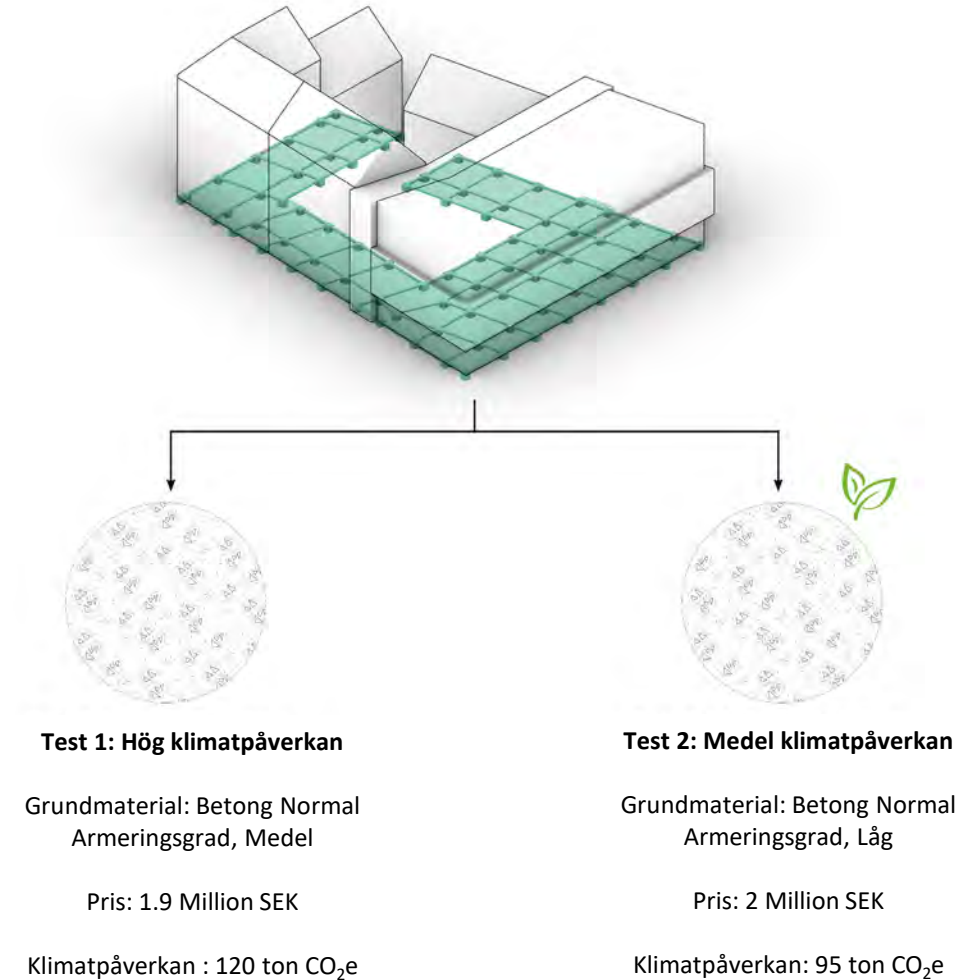 Test 1: Hög klimatpåverkan
Grundmaterial: Betong Normal
Armeringsgrad, Medel
Pris: 1.9 Million SEK
Klimatpåverkan : 120 ton CO₂e
Test 2: Medel klimatpåverkan
Grundmaterial: Betong Normal
Armeringsgrad, Låg
Pris: 2 Million SEK
Klimatpåverkan: 95 ton CO₂e